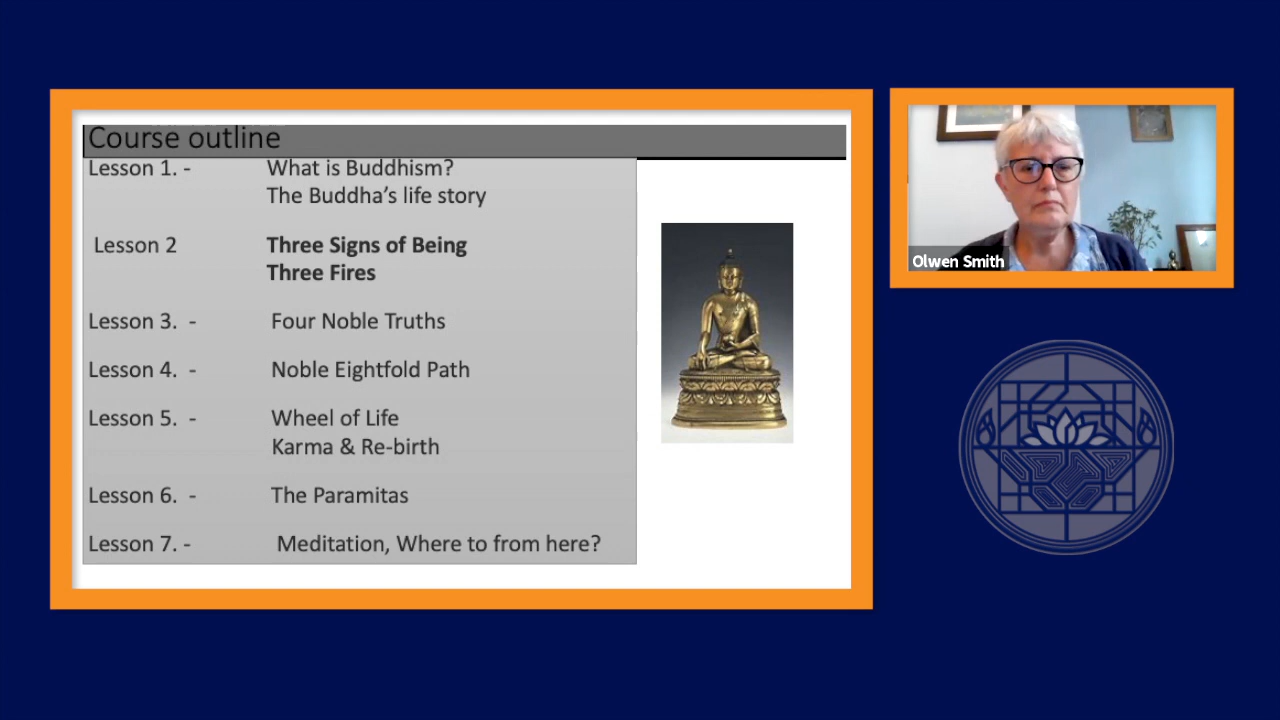 Course outline
Lesson 1. - What is Buddhism?
The Buddha's life story
Lesson 2 Three Signs of Being
Three Fires
Lesson 3. - Four Noble Truths
Lesson 4. - Noble Eightfold Path
Lesson 5. - Wheel of Life
Karma & Re-birth
Lesson 6. - The Paramitas
Lesson 7. - Meditation, Where to from here?
Olwen Smith